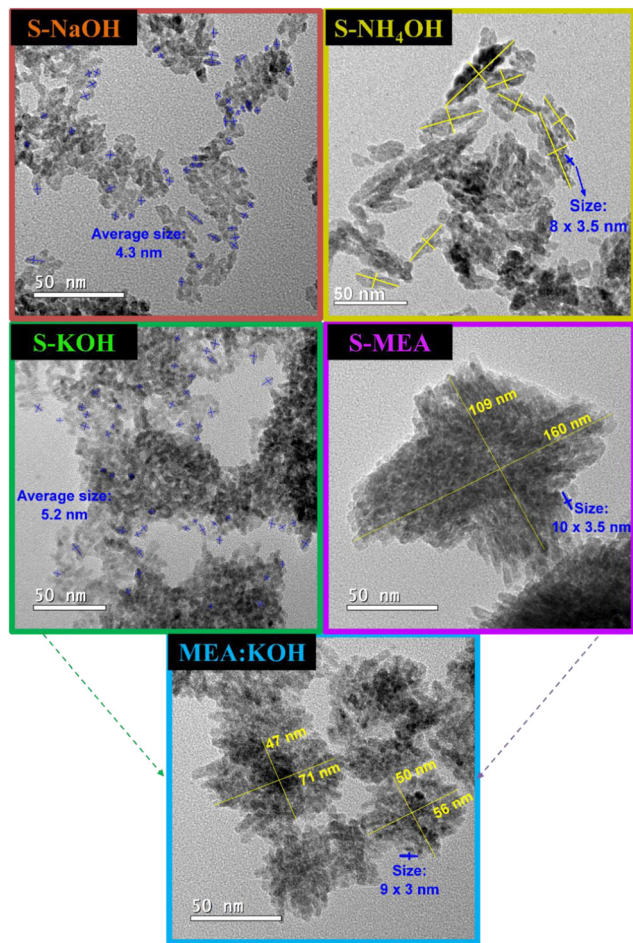 S-NaOH
Average size:
4.3 nm
50 nm
S-NH₄OH
Size:
8 x 3.5 nm
50 nm
S-KOH
Average size:
5.2 nm
50 nm
S-MEA
109 nm
160 nm
Size:
10 x 3.5 nm
50 nm
MEA:KOH
47 nm
71 nm
50 nm
56 nm
Size:
9 x 3 nm
50 nm